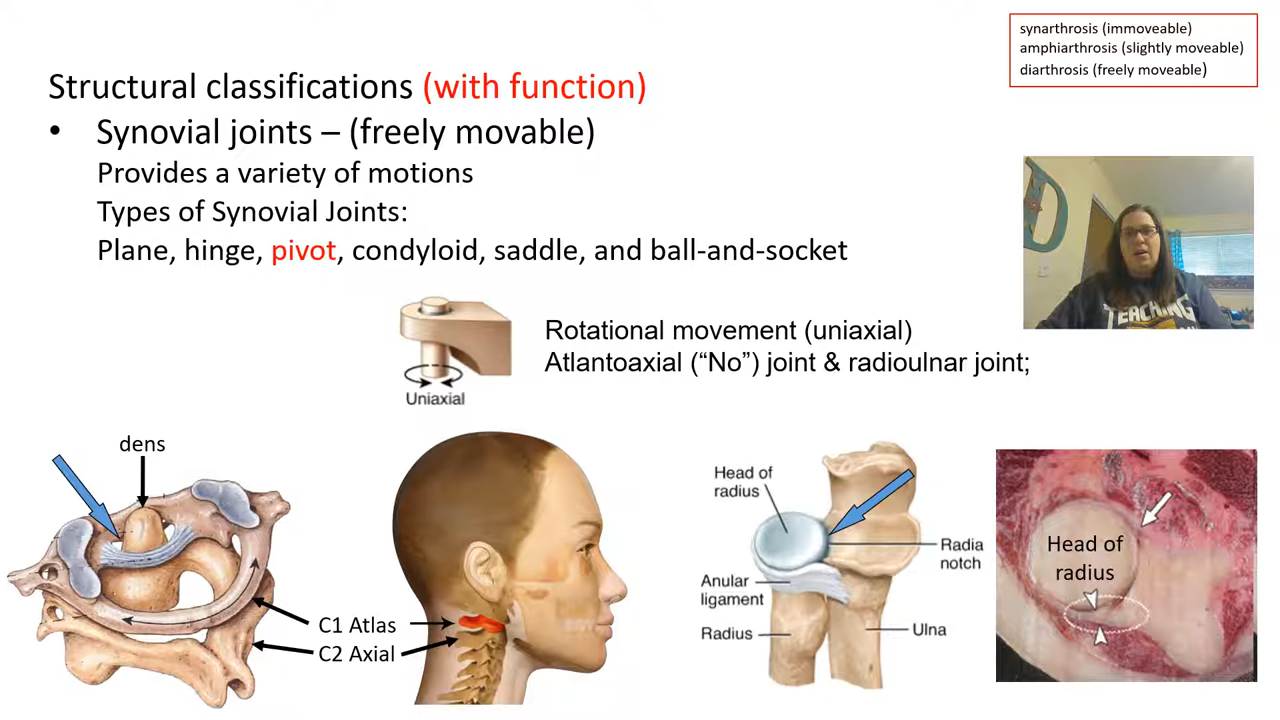 synarthrosis (immoveable)
amphiarthrosis (slightly moveable)
diarthrosis (freely moveable)
Structural classifications (with function)
• Synovial joints – (freely movable)
Provides a variety of motions
Types of Synovial Joints:
Plane, hinge, pivot, condyloid, saddle, and ball-and-socket
TEACHING
Rotational movement (uniaxial)
Atlantoaxial (“No”) joint & radioulnar joint;
Uniaxial
dens
C1 Atlas
C2 Axial
Head of
radius
Radia
notch
Anular
ligament
Radius
Ulna
Head of
radius